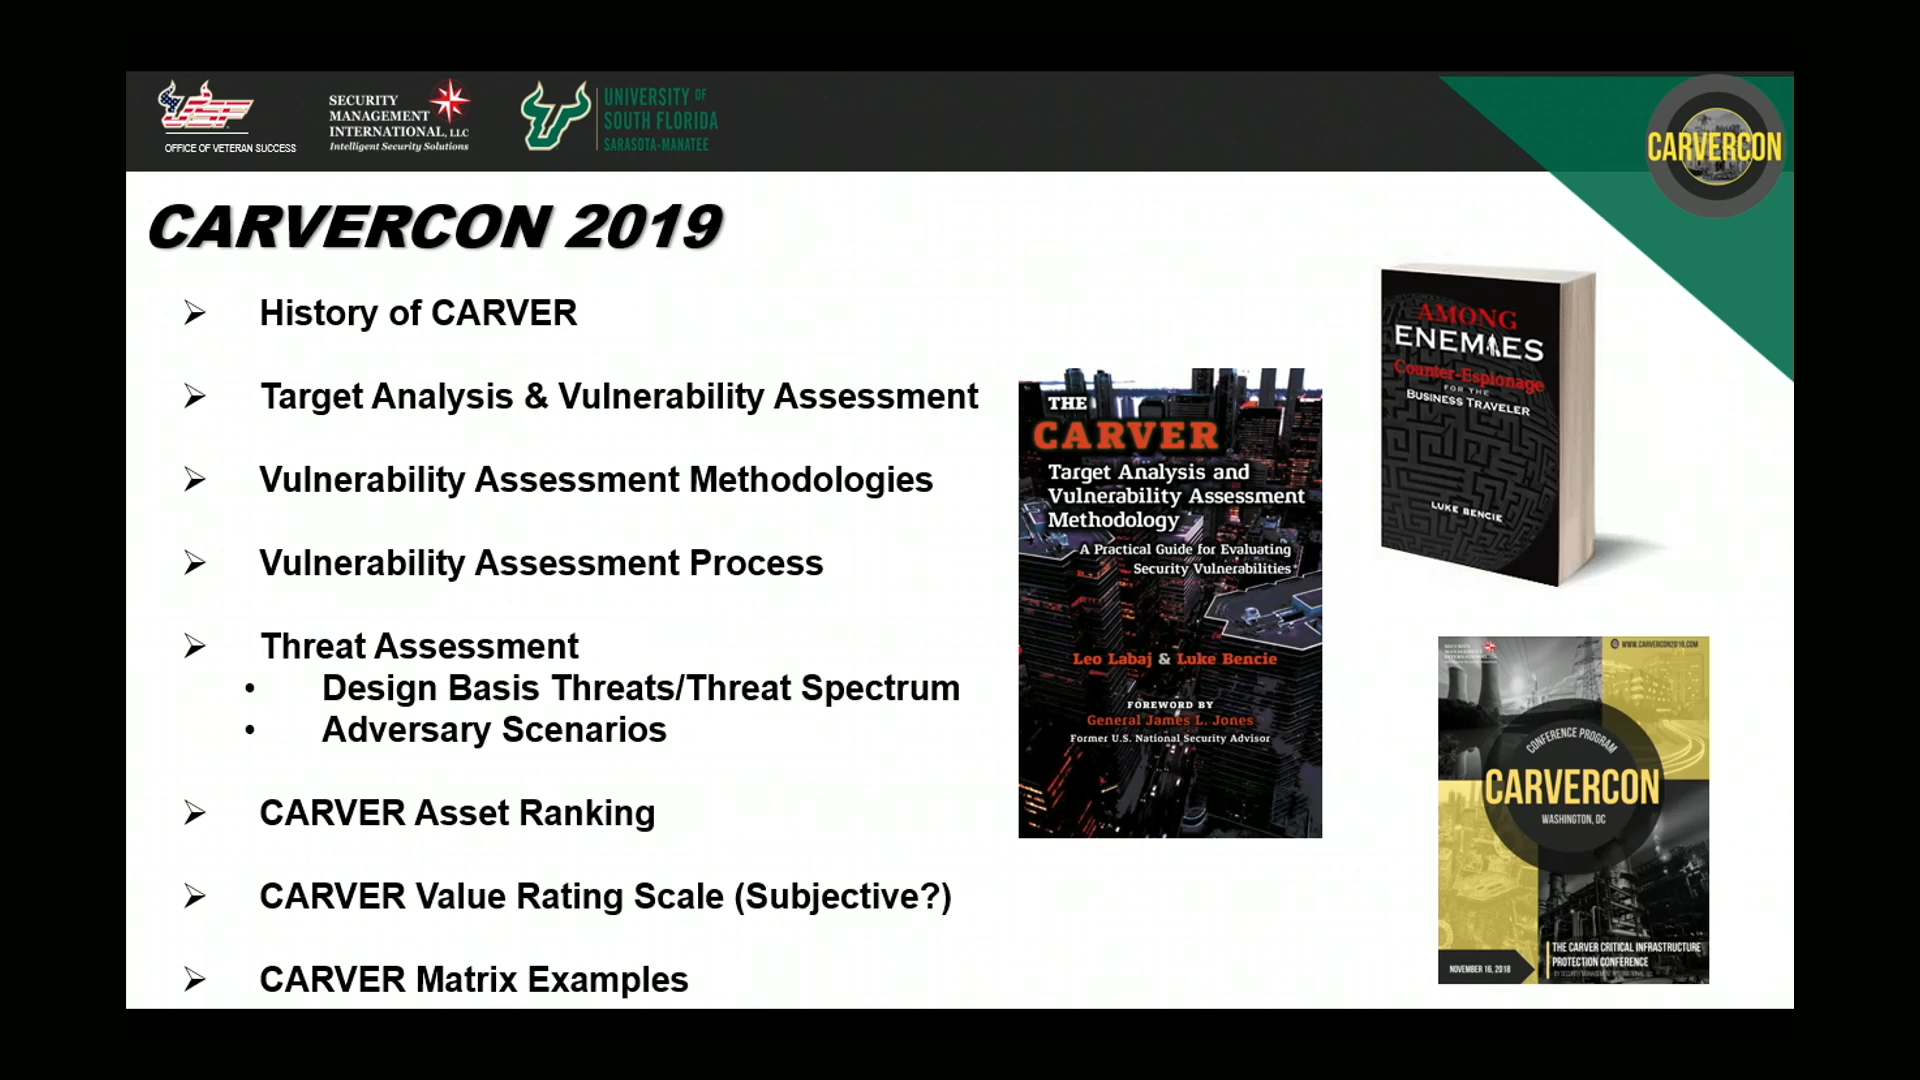 USF
OFFICE OF VETERAN SUCCESS
SECURITY
MANAGEMENT
INTERNATIONAL, LLC
Intelligent Security Solutions
UNIVERSITY OF
SOUTH FLORIDA
SARASOTA-MANATEE
CARVERCON
CARVERCON 2019
History of CARVER
Target Analysis & Vulnerability Assessment
Vulnerability Assessment Methodologies
Vulnerability Assessment Process
Threat Assessment
• Design Basis Threats/Threat Spectrum
• Adversary Scenarios
CARVER Asset Ranking
CARVER Value Rating Scale (Subjective?)
CARVER Matrix Examples
THE
CARVER
Target Analysis and
Vulnerability Assessment
Methodology
A Practical Guide for Evaluating
Security Vulnerabilities
Leo Labaj & Luke Bencie
FOREWORD BY
General James L. Jones
Former U.S. National Security Advisor
AMONG
ENEMIES
Counter-Espionage
FOR THE
BUSINESS TRAVELER
LUKE BENCIE
WWW.CARVERCON2018.COM
CONFERENCE PROGRAM
CARVERCON
WASHINGTON, DC
THE CARVER CRITICAL INFRASTRUCTURE
PROTECTION CONFERENCE
NOVEMBER 16, 2018